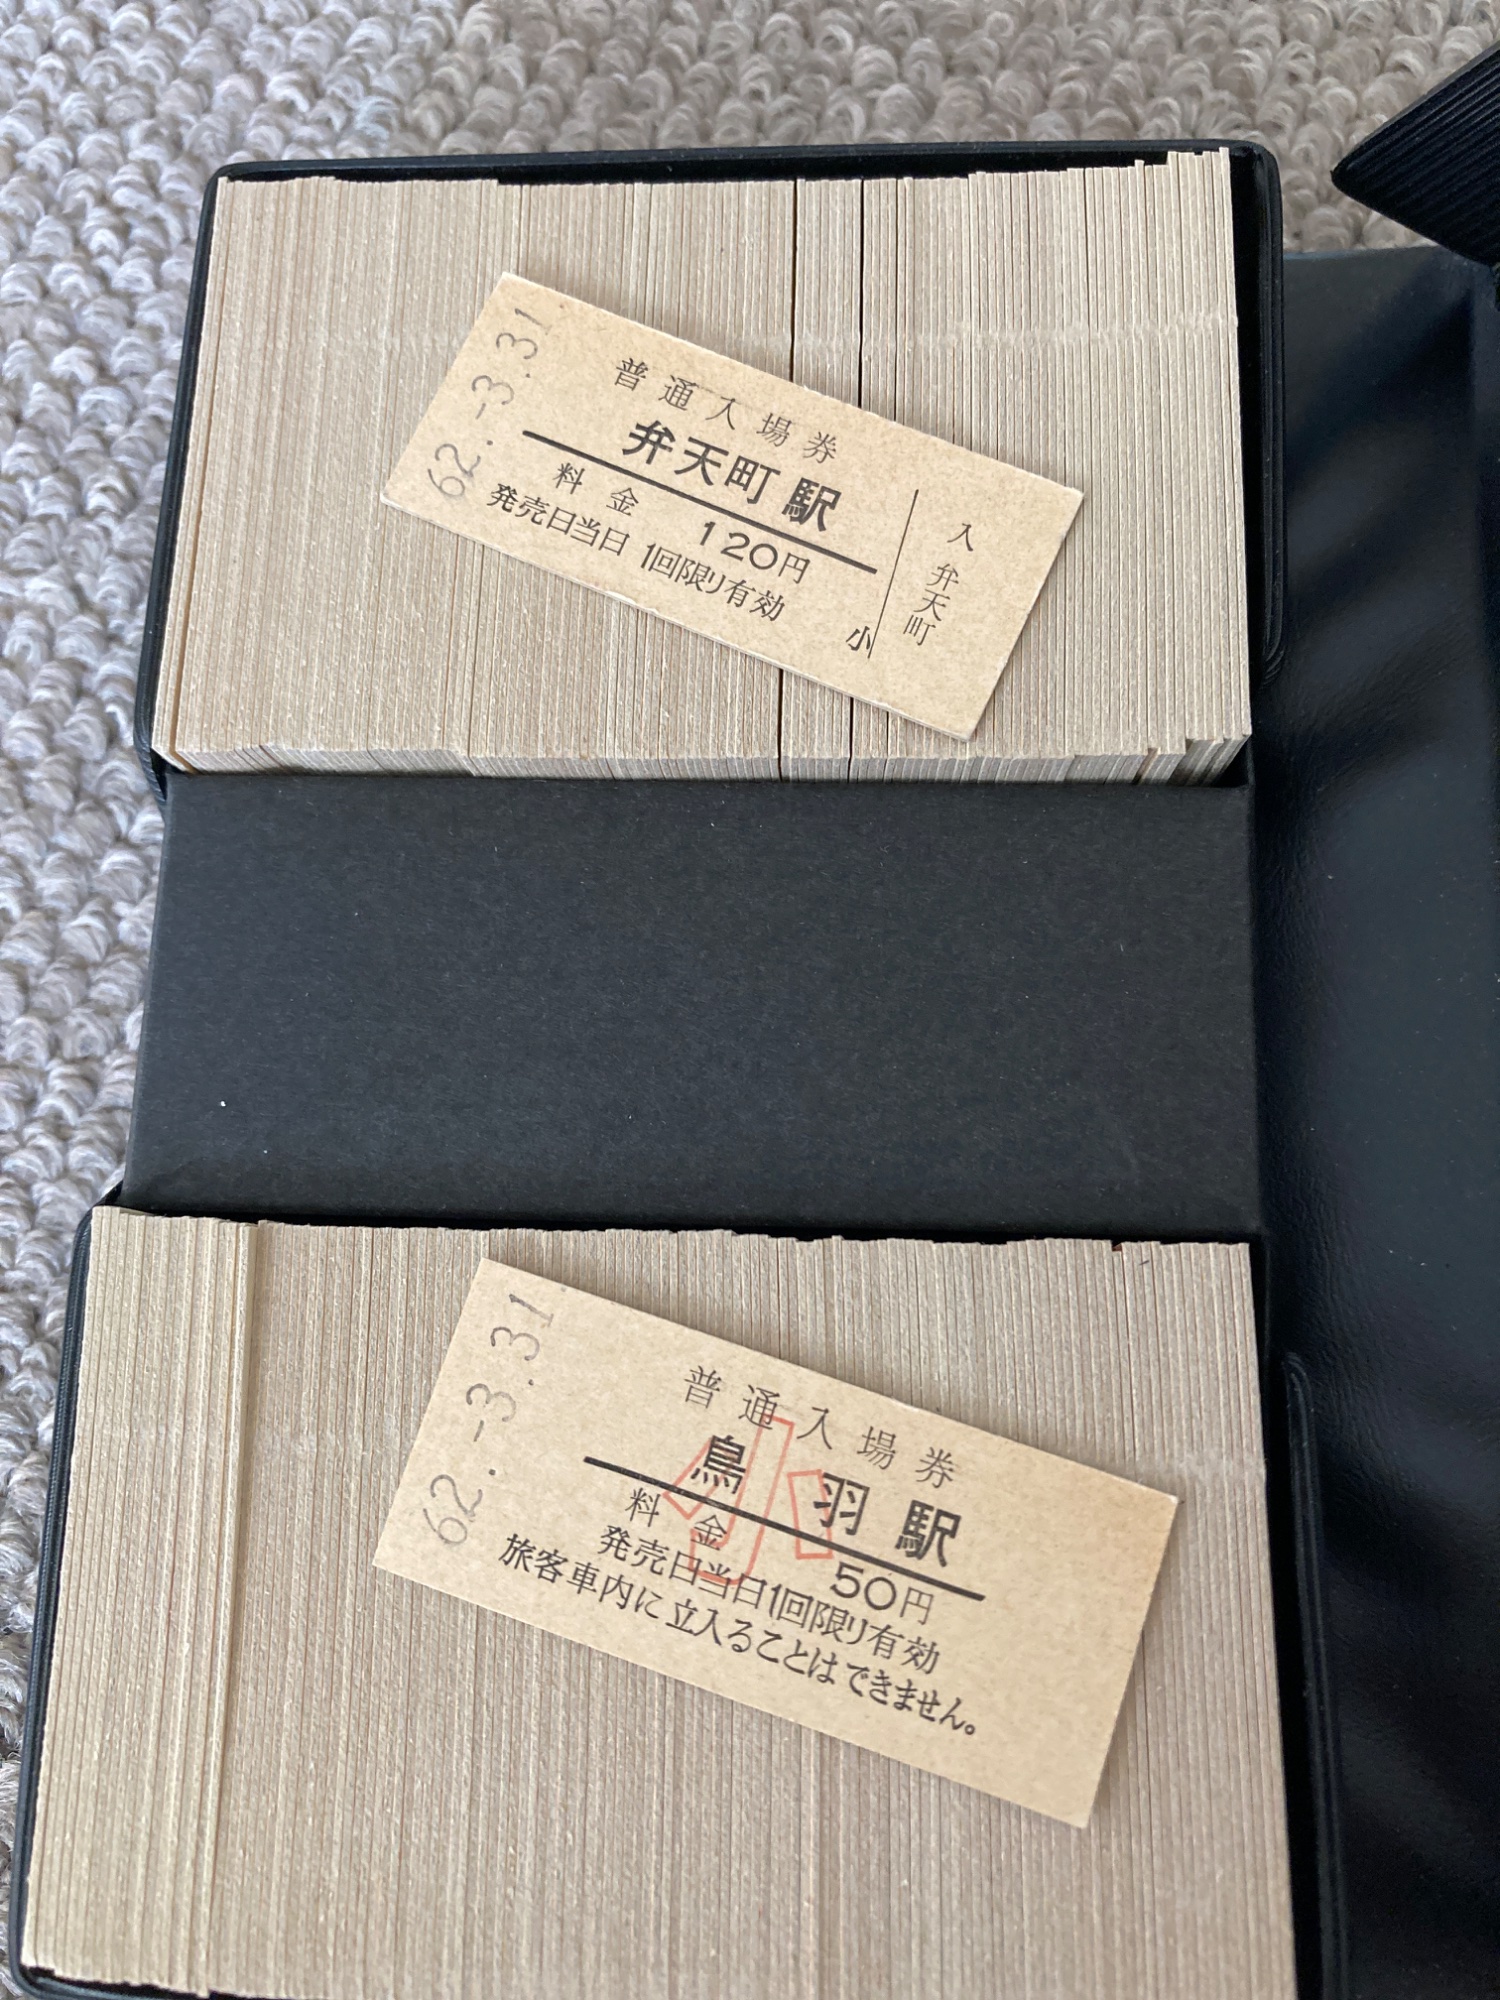 62.-3.31
普通入場券
弁天町駅
料金 120円
発売日当日1回限り有効
小
入
弁天町
62.-3.31
普通入場券
鳥羽駅
小
料金 50円
発売日当日1回限り有効
旅客車内に立入ることはできません。